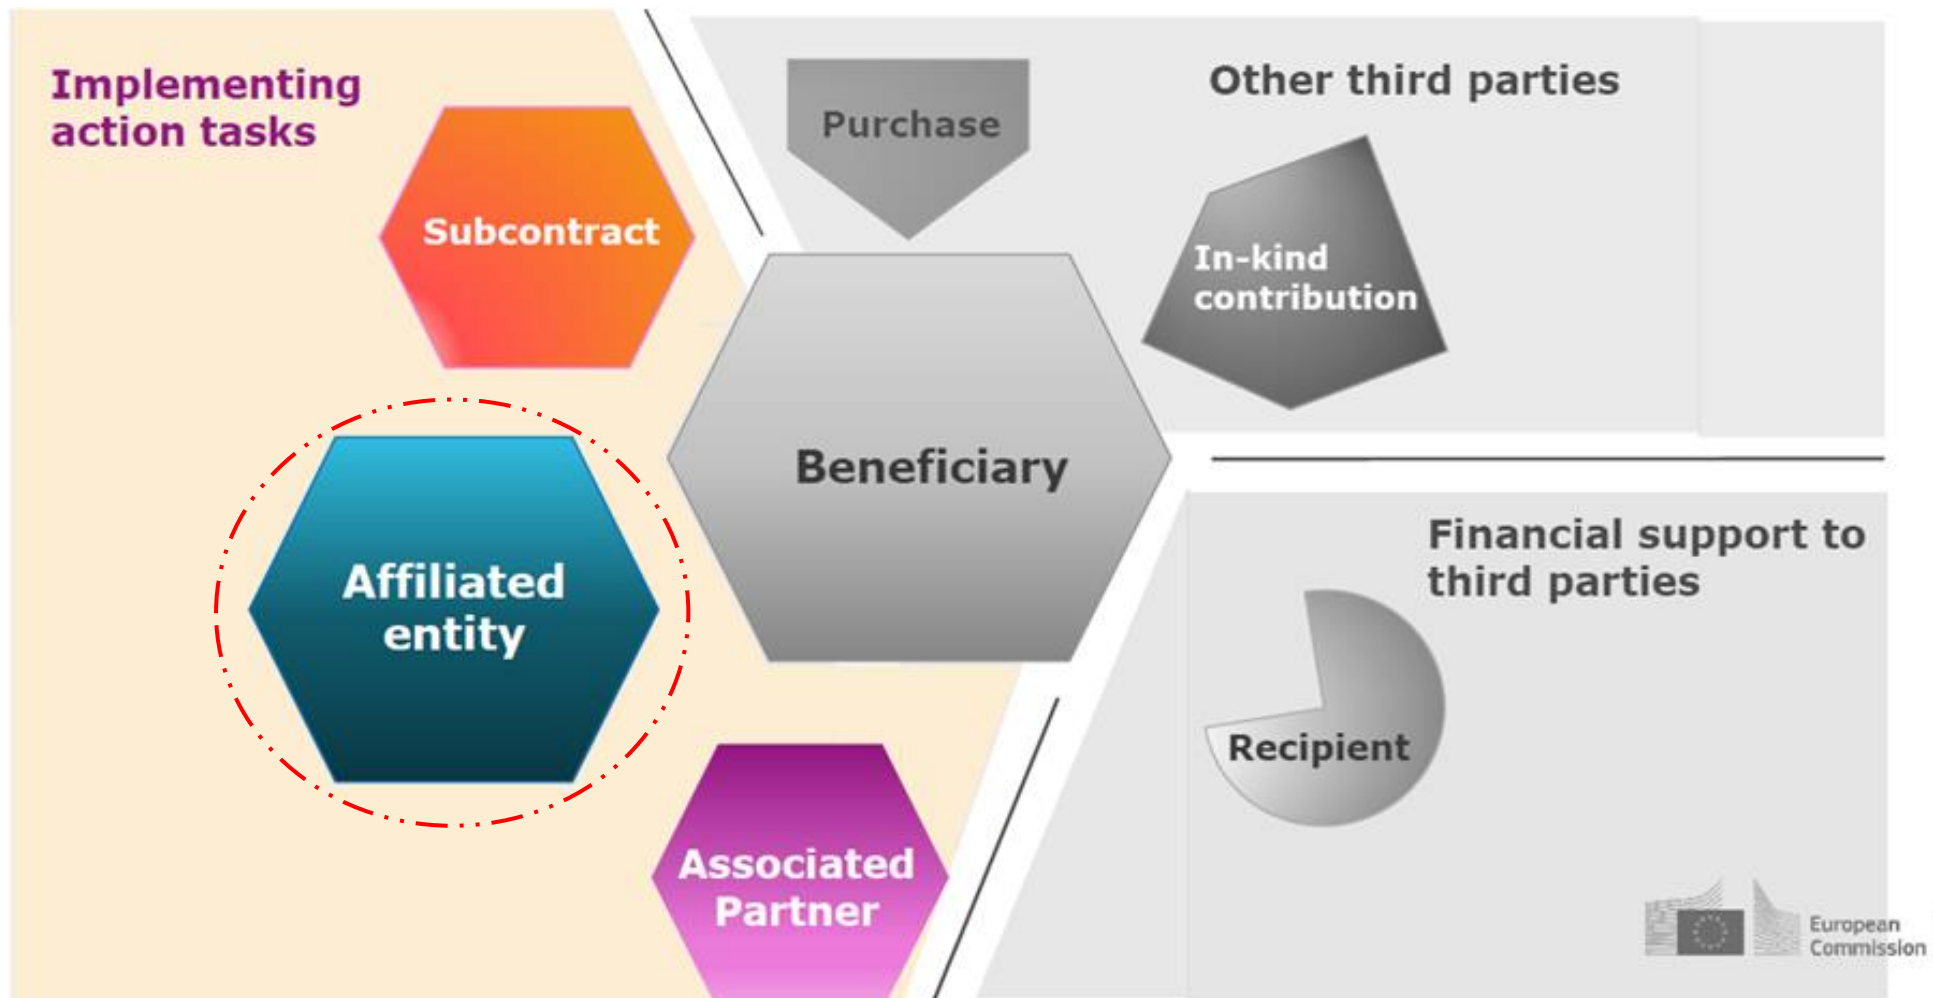 Implementing
action tasks
Subcontract
Purchase
Other third parties
In-kind
contribution
Beneficiary
Affiliated
entity
Financial support to
third parties
Recipient
Associated
Partner
European
Commission